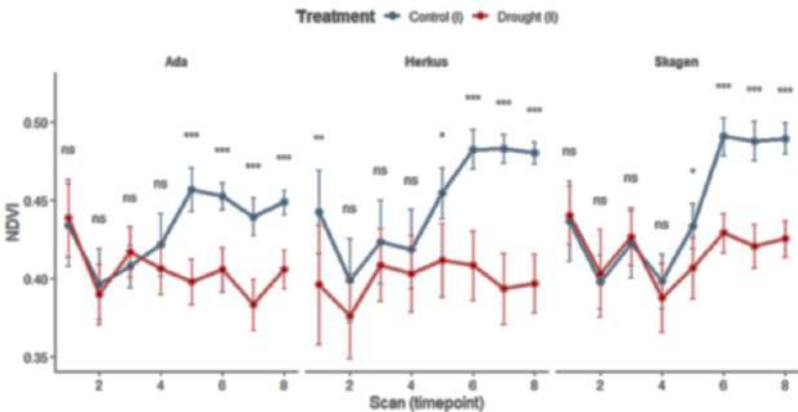 Treatment Control (I) Drought (II)
Ada Herkus Skagen
NDVI
0.50
0.45
0.40
0.35
ns ns ns ns *** *** *** ***
** ns ns ns * *** *** ***
ns ns ns ns * *** *** ***
2 4 6 8 2 4 6 8 2 4 6 8
Scan (timepoint)